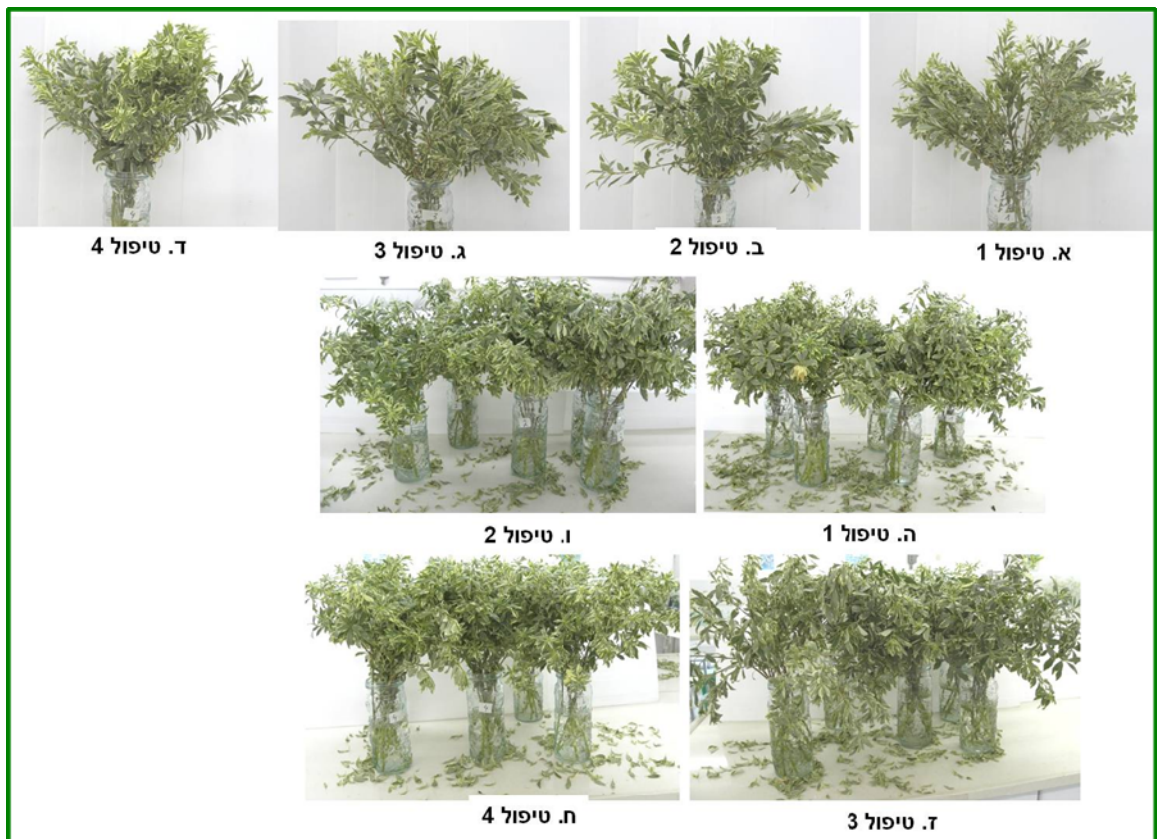 א. טיפול 1
ב. טיפול 2
ג. טיפול 3
ד. טיפול 4
ה. טיפול 1
ו. טיפול 2
ז. טיפול 3
ח. טיפול 4